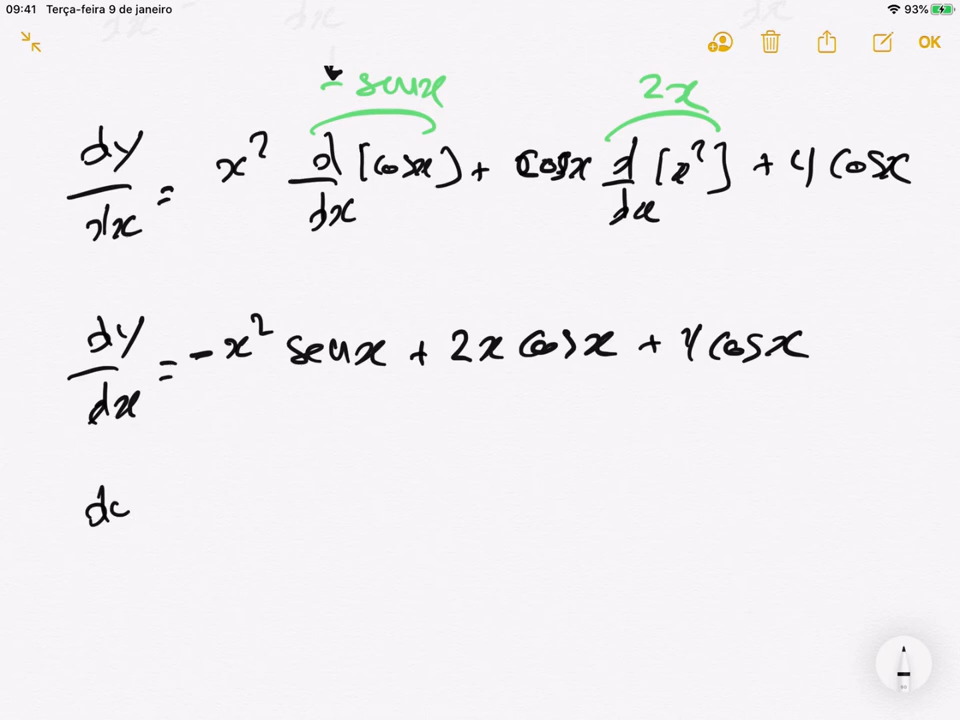 09:41 Terça-feira 9 de janeiro 93%
OK
- senx 2x
dy/dx = x² d/dx [cosx] + cosx d/dx [x²] + 4 cosx
dy/dx = -x² senx + 2x cosx + 4 cosx